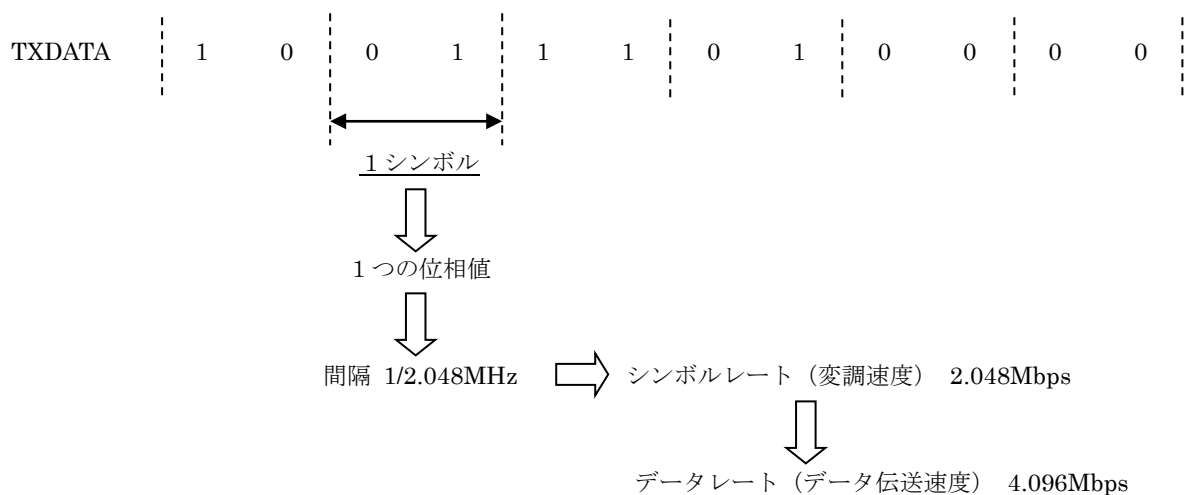 TXDATA 1 0 0 1 1 1 0 1 0 0 0 0
1シンボル
1つの位相値
間隔 1/2.048MHz シンボルレート（変調速度） 2.048Mbps
データレート（データ伝送速度） 4.096Mbps